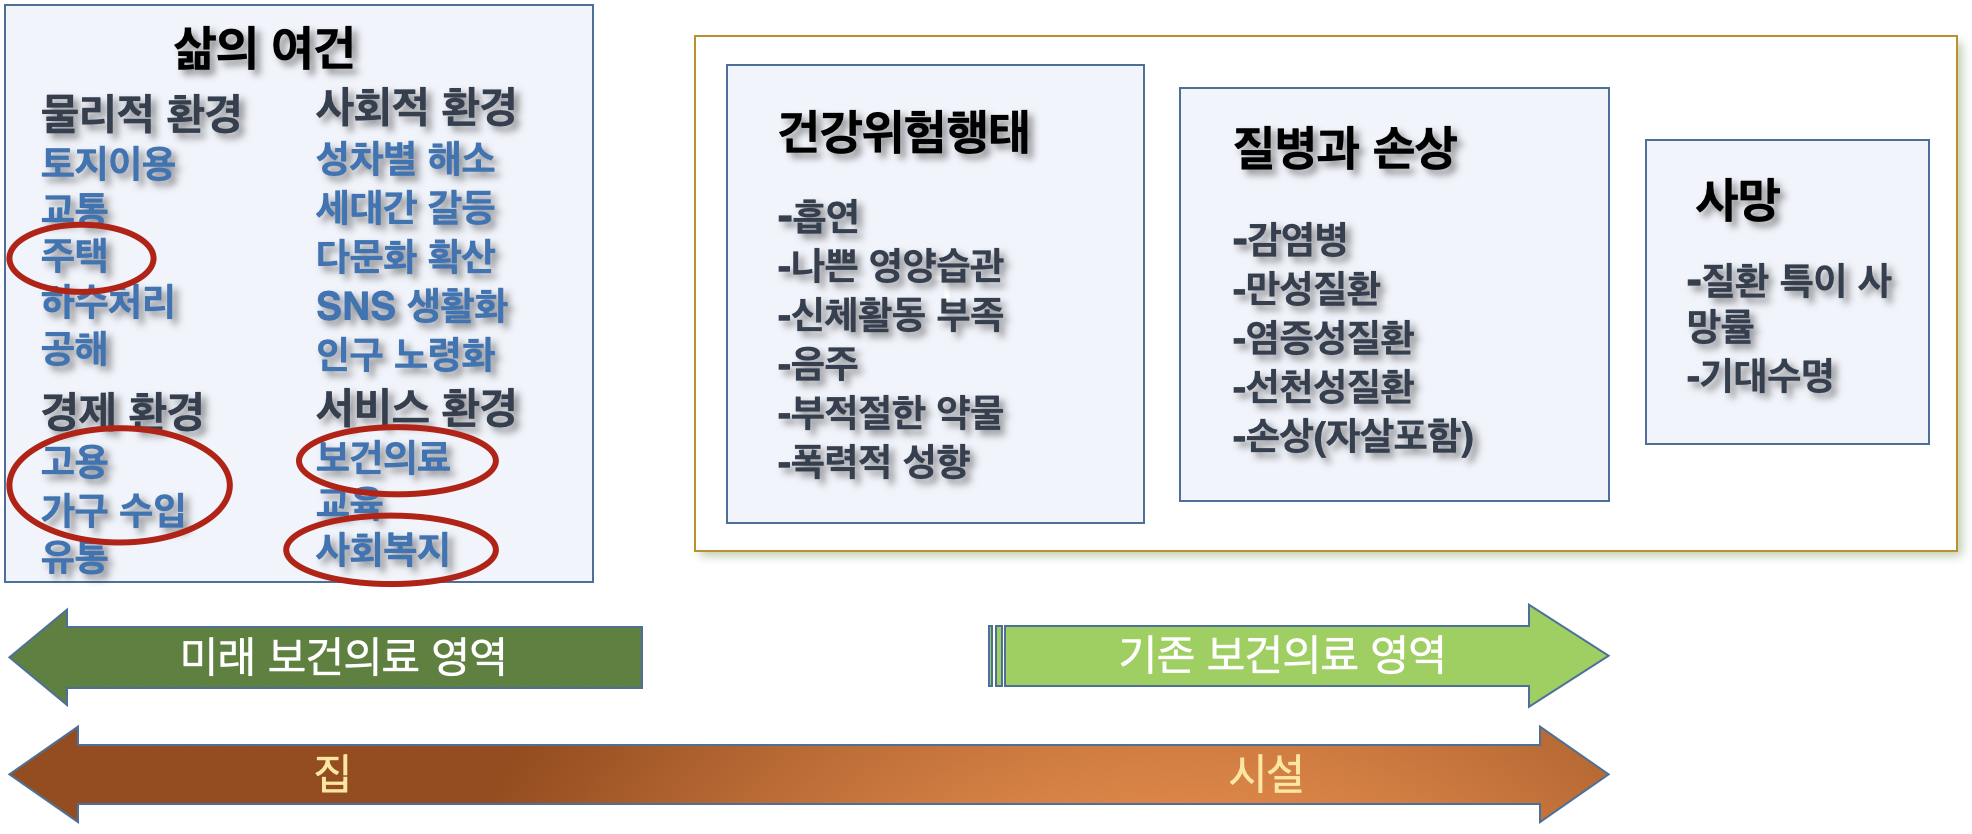 삶의 여건
물리적 환경
토지이용
교통
주택
하수처리
공해
경제 환경
고용
가구 수입
유통
사회적 환경
성차별 해소
세대간 갈등
다문화 확산
SNS 생활화
인구 노령화
서비스 환경
보건의료
교육
사회복지
건강위험행태
-흡연
-나쁜 영양습관
-신체활동 부족
-음주
-부적절한 약물
-폭력적 성향
질병과 손상
-감염병
-만성질환
-염증성질환
-선천성질환
-손상(자살포함)
사망
-질환 특이 사
망률
-기대수명
미래 보건의료 영역
기존 보건의료 영역
집
시설